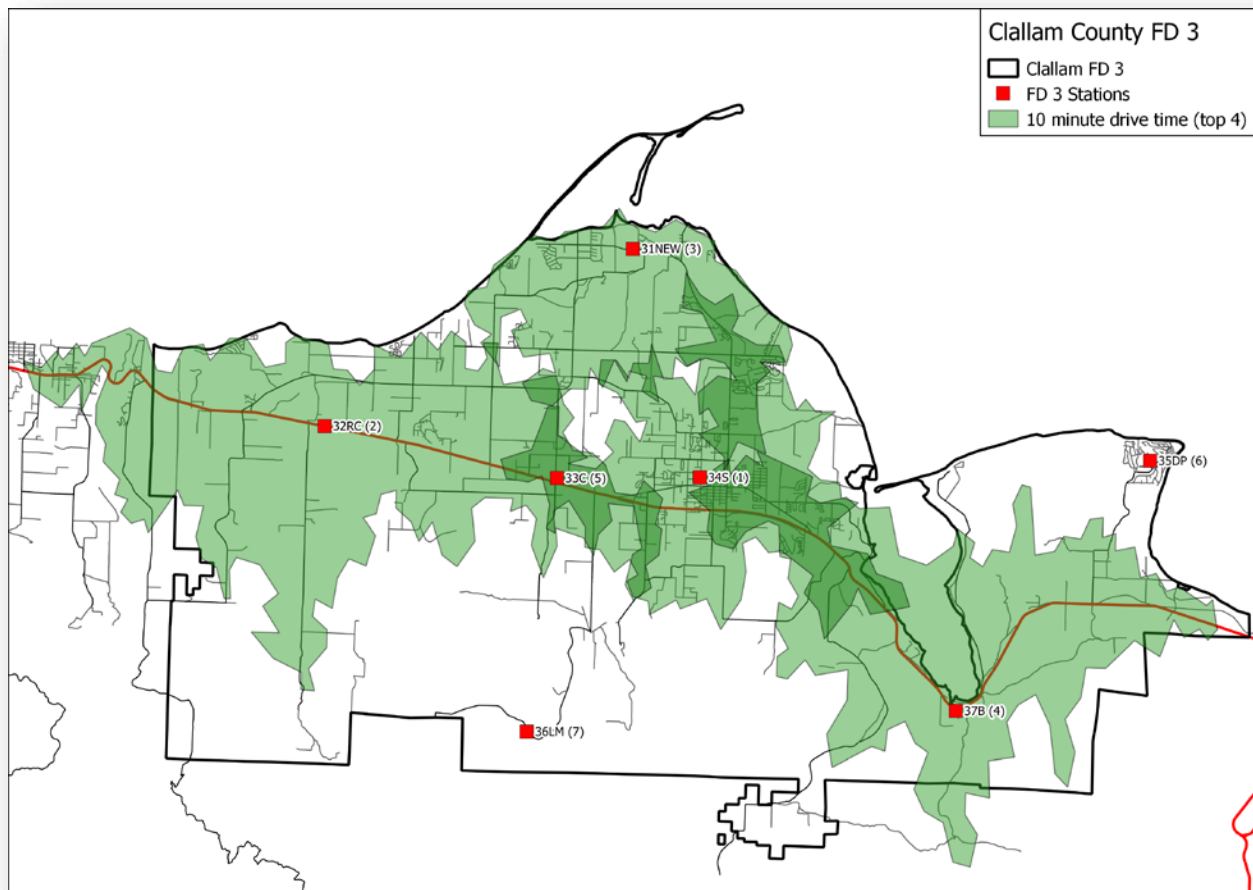 Clallam County FD 3
Clallam FD 3
FD 3 Stations
10 minute drive time (top 4)
31NEW (3)
32RC (2)
33C (5)
34S (1)
35DP (6)
37B (4)
36LM (7)